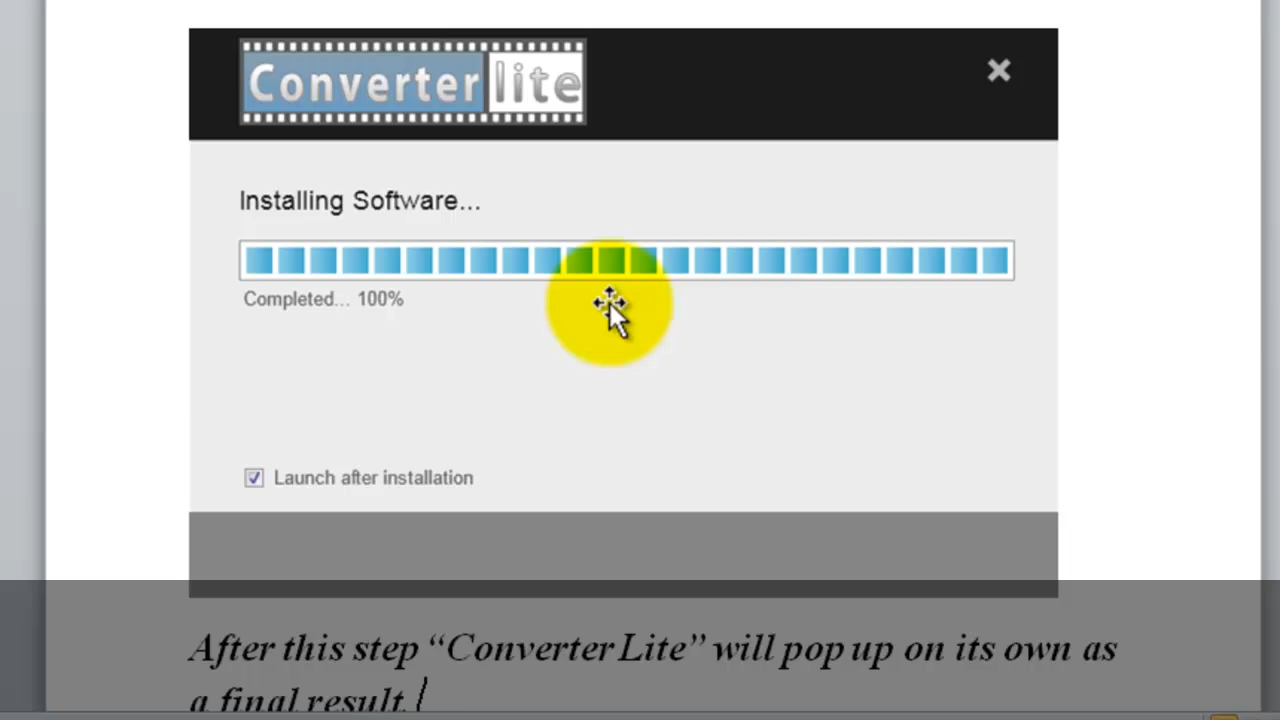 Converter lite
Installing Software...
Completed... 100%
Launch after installation
After this step “Converter Lite” will pop up on its own as
a final result.